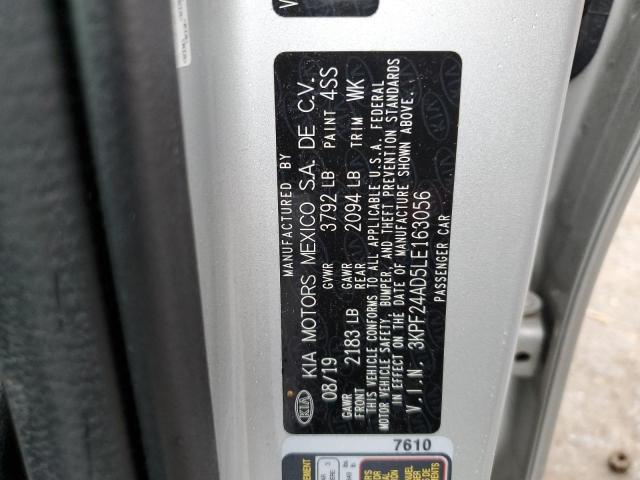 MANUFACTURED BY
KIA KIA MOTORS MEXICO S.A. DE C.V.
08/19 GVWR 3792 LB PAINT 4SS
GAWR FRONT 2183 LB GAWR REAR 2094 LB TRIM WK
THIS VEHICLE CONFORMS TO ALL APPLICABLE U.S.A. FEDERAL
MOTOR VEHICLE SAFETY, BUMPER, AND THEFT PREVENTION STANDARDS
IN EFFECT ON THE DATE OF MANUFACTURE SHOWN ABOVE.
V.I.N. 3KPF24AD5LE163056
PASSENGER CAR
7610